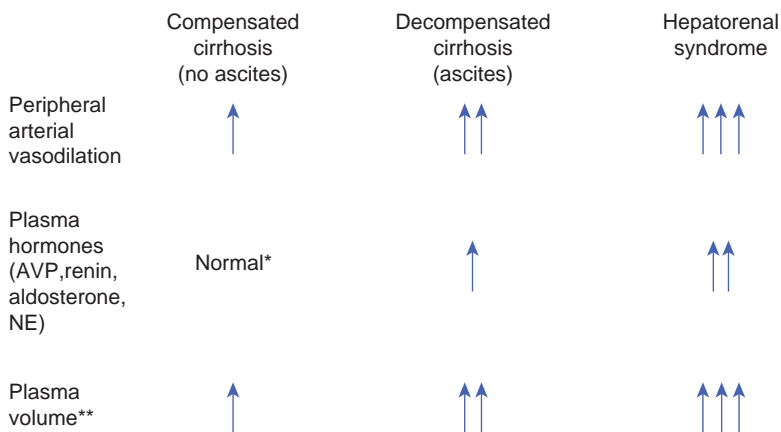 Compensated
cirrhosis
(no ascites)
Decompensated
cirrhosis
(ascites)
Hepatorenal
syndrome
Peripheral
arterial
vasodilation
Plasma
hormones
(AVP,renin,
aldosterone,
NE)
Normal*
Plasma
volume**